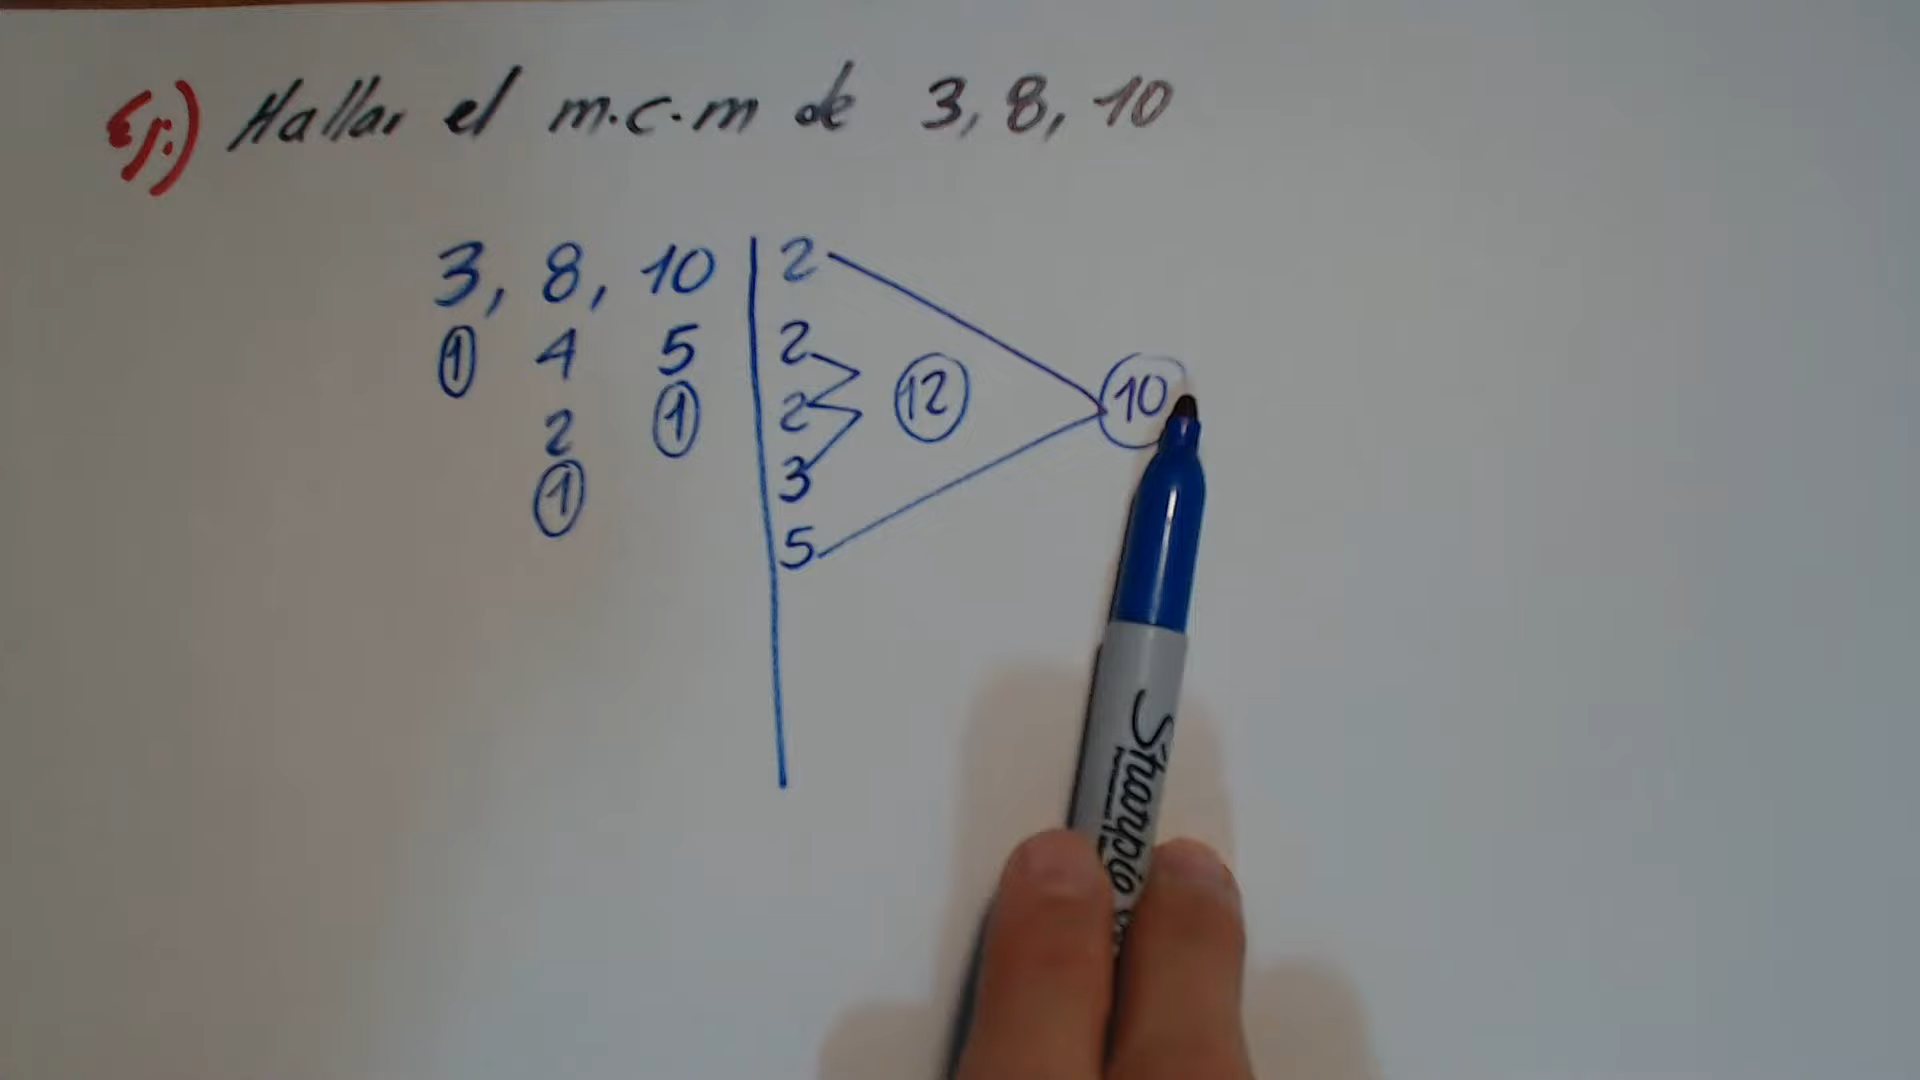 Ej:) Hallar el m.c.m de 3, 8, 10
3, 8, 10 2
1 4 5 2
2 1 2 12 10
1 3
5
Sharpie